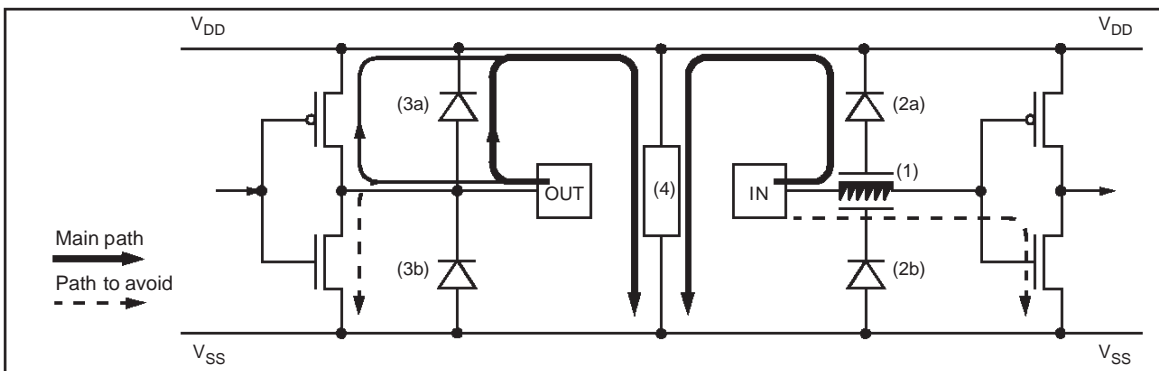 V_DD V_DD
(3a) (2a)
(1)
OUT (4) IN
Main path
(3b) (2b)
Path to avoid
V_SS V_SS